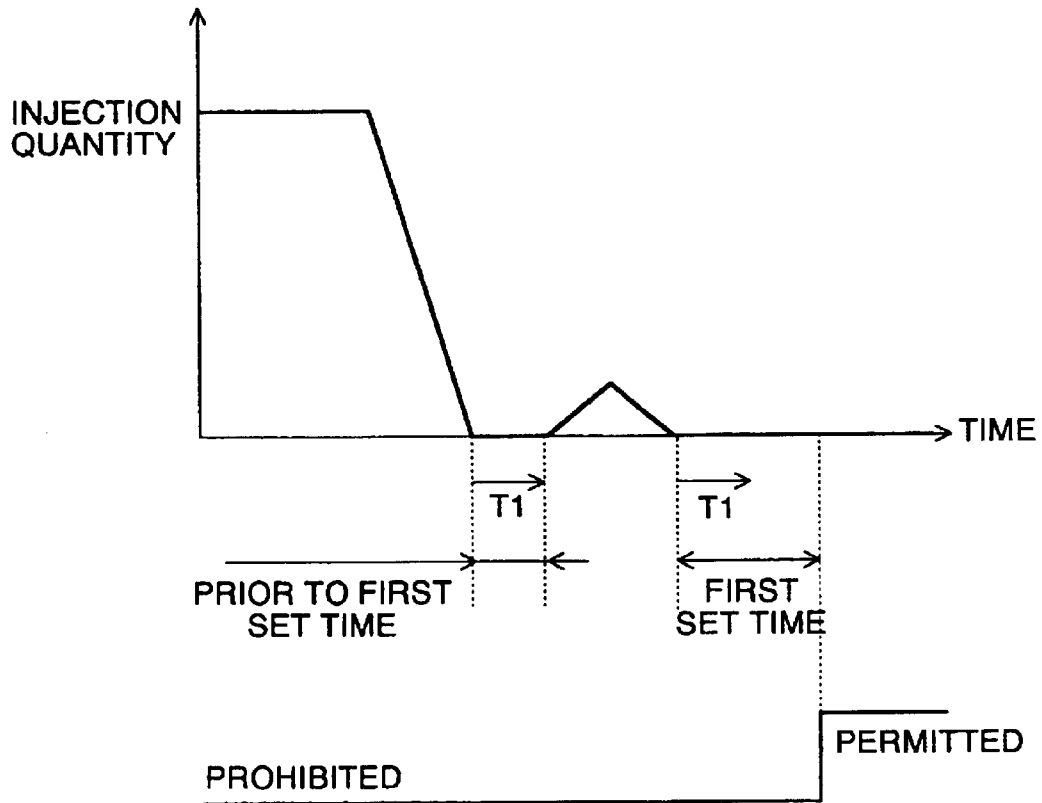 INJECTION
QUANTITY
TIME
T1
T1
PRIOR TO FIRST
SET TIME
FIRST
SET TIME
PERMITTED
PROHIBITED